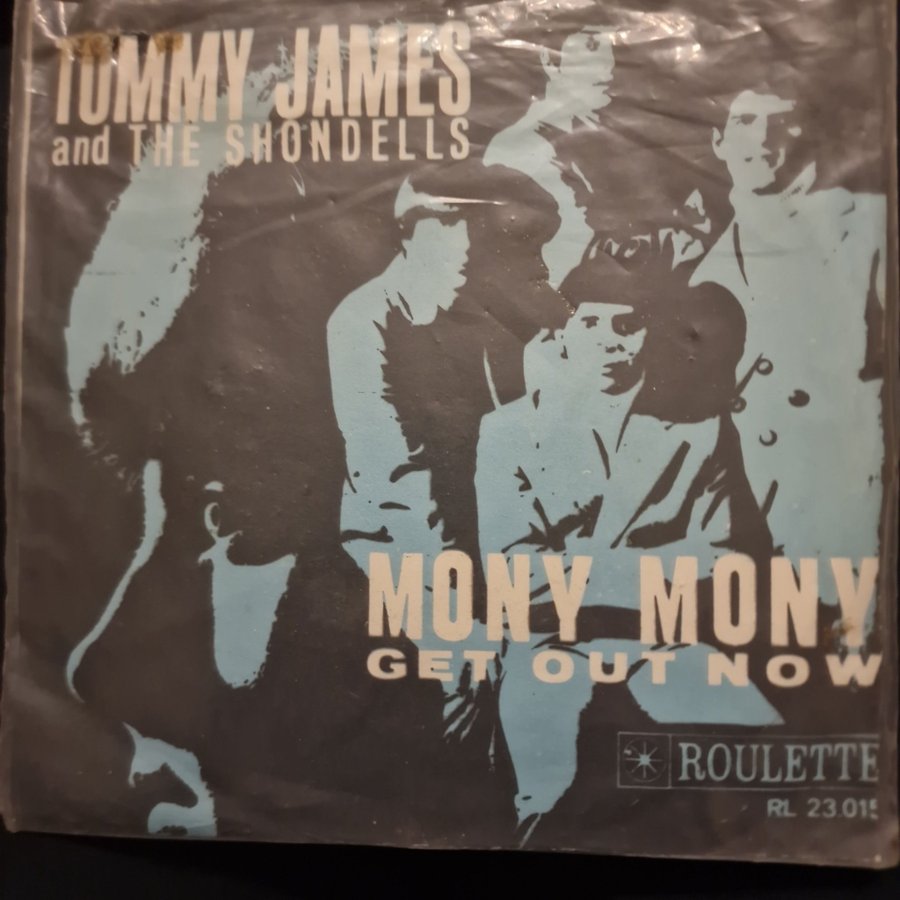 TOMMY JAMES
and THE SHONDELLS
MONY MONY
GET OUT NOW
ROULETTE
RL 23.015